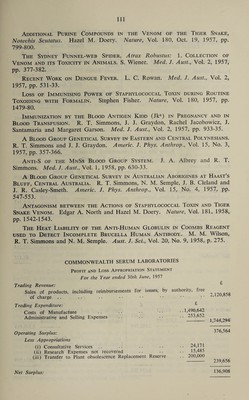 111
Additional Purine Compounds in the Venom of the Tiger Snake,
Notechis Scutatus. Hazel M. Doery. Nature, Vol. 180, Oct. 19, 1957, pp.
799-800.
The Sydney Funnel-web Spider, Atrax Robustus: 1. Collection of
Venom and its Toxicity in Animals. S. Wiener. Med. J. Aust., Vol. 2, 1957,
pp. 377-382.
Recent Work on Dengue Fever. L. C. Rowan. Med. J. Aust., Vol. 2,
1957, pp. 531-33.
Loss of Immunising Power of Staphylococcal Toxin During Routine
Toxoiding with Formalin. Stephen Fisher. Nature, Vol. 180, 1957, pp.
1479-80.
Immunization by the Blood Antigen Kidd (Jkª) in Pregnancy and in
Blood Transfusion. R. T. Simmons, J. J. Graydon, Rachel Jacobowicz, J.
Santamaria and Margaret Garson. Med. J. Aust., Vol. 2, 1957, pp. 933-35.
A Blood Group Genetical Survey in Eastern and Central Polynesians.
R. T. Simmons and J. J. Graydon. Americ. J. Phys. Anthrop., Vol. 15, No. 3,
1957, pp. 357-366.
Anti-S of the MNSs Blood Group System. J. A. Albrey and R. T.
Simmons. Med. J. Aust., Vol 1, 1958, pp. 630-33.
A Blood Group Genetical Survey in Australian Aborigines at Haast's
Bluff, Central Australia. R. T. Simmons, N. M. Semple, J. B. Cleland and
J. R. Casley-Smith. Americ. J. Phys. Anthrop., Vol. 15, No. 4, 1957, pp.
547-553.
Antagonism between the Actions of Staphylococcal Toxin and Tiger
Snake Venom. Edgar A. North and Hazel M. Doery. Nature, Vol. 181, 1958,
pp. 1542-1543.
The Heat Lability of the Anti-Human Globulin in Coombs Reagent
used to Detect Incomplete Brucella Human Antibody. M. M. Wilson,
R. T. Simmons and N. M. Semple. Aust. J. Sci., Vol. 20, No. 9, 1958, p. 275.
COMMONWEALTH SERUM LABORATORIES
Profit and Loss Appropriation Statement
For the Year ended 30th June, 1957
Trading Revenue: £
Sales of products, including reimbursements for issues, by authority, free
of charge 2,120,858
Trading Expenditure: £
Costs of Manufacture 1,490,642
Administrative and Selling Expenses 253,652
1,744,294
Operating Surplus: 376,564
Less Appropriations
(i) Consultative Services 24,171
(ii) Research Expenses not recovered 15,485
(iii) Transfer to Plant obsolescence Replacement Reserve 200,000
239,656
Net Surplus: 136,908